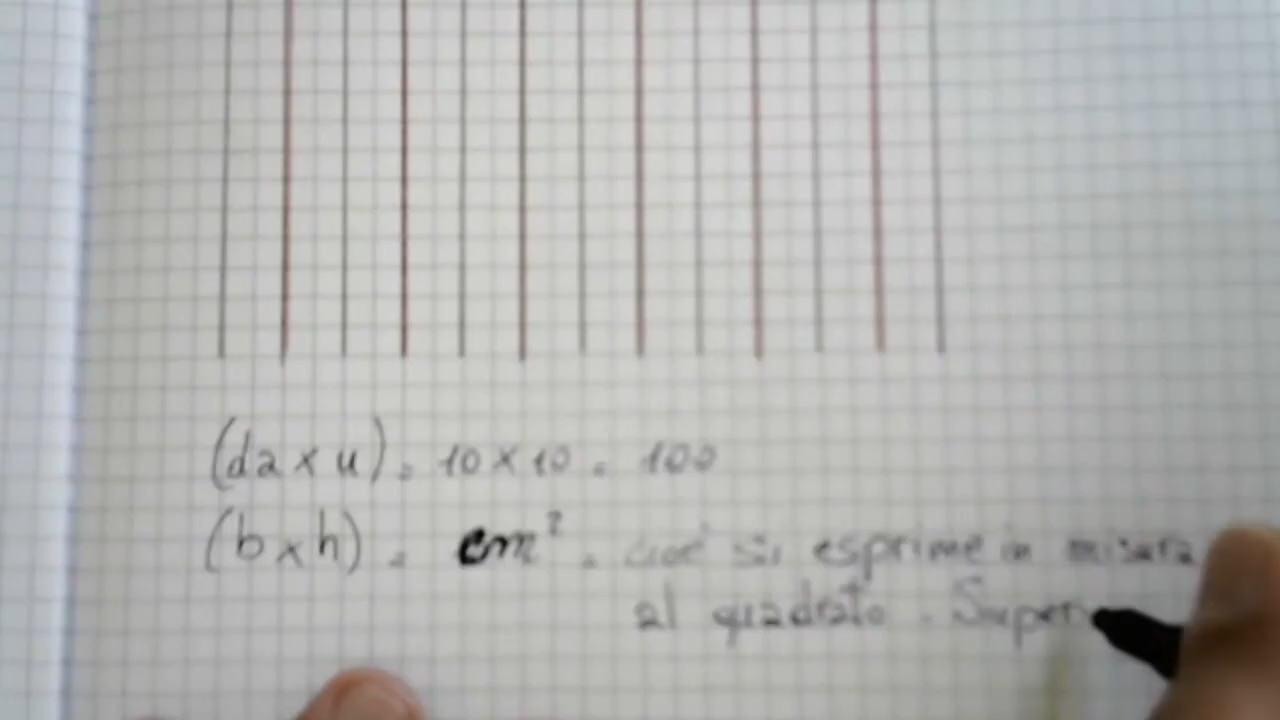 (da x u) = 10 x 10 = 100
(b x h) = cm² = cioè si esprime in misura
al quadrato. Super